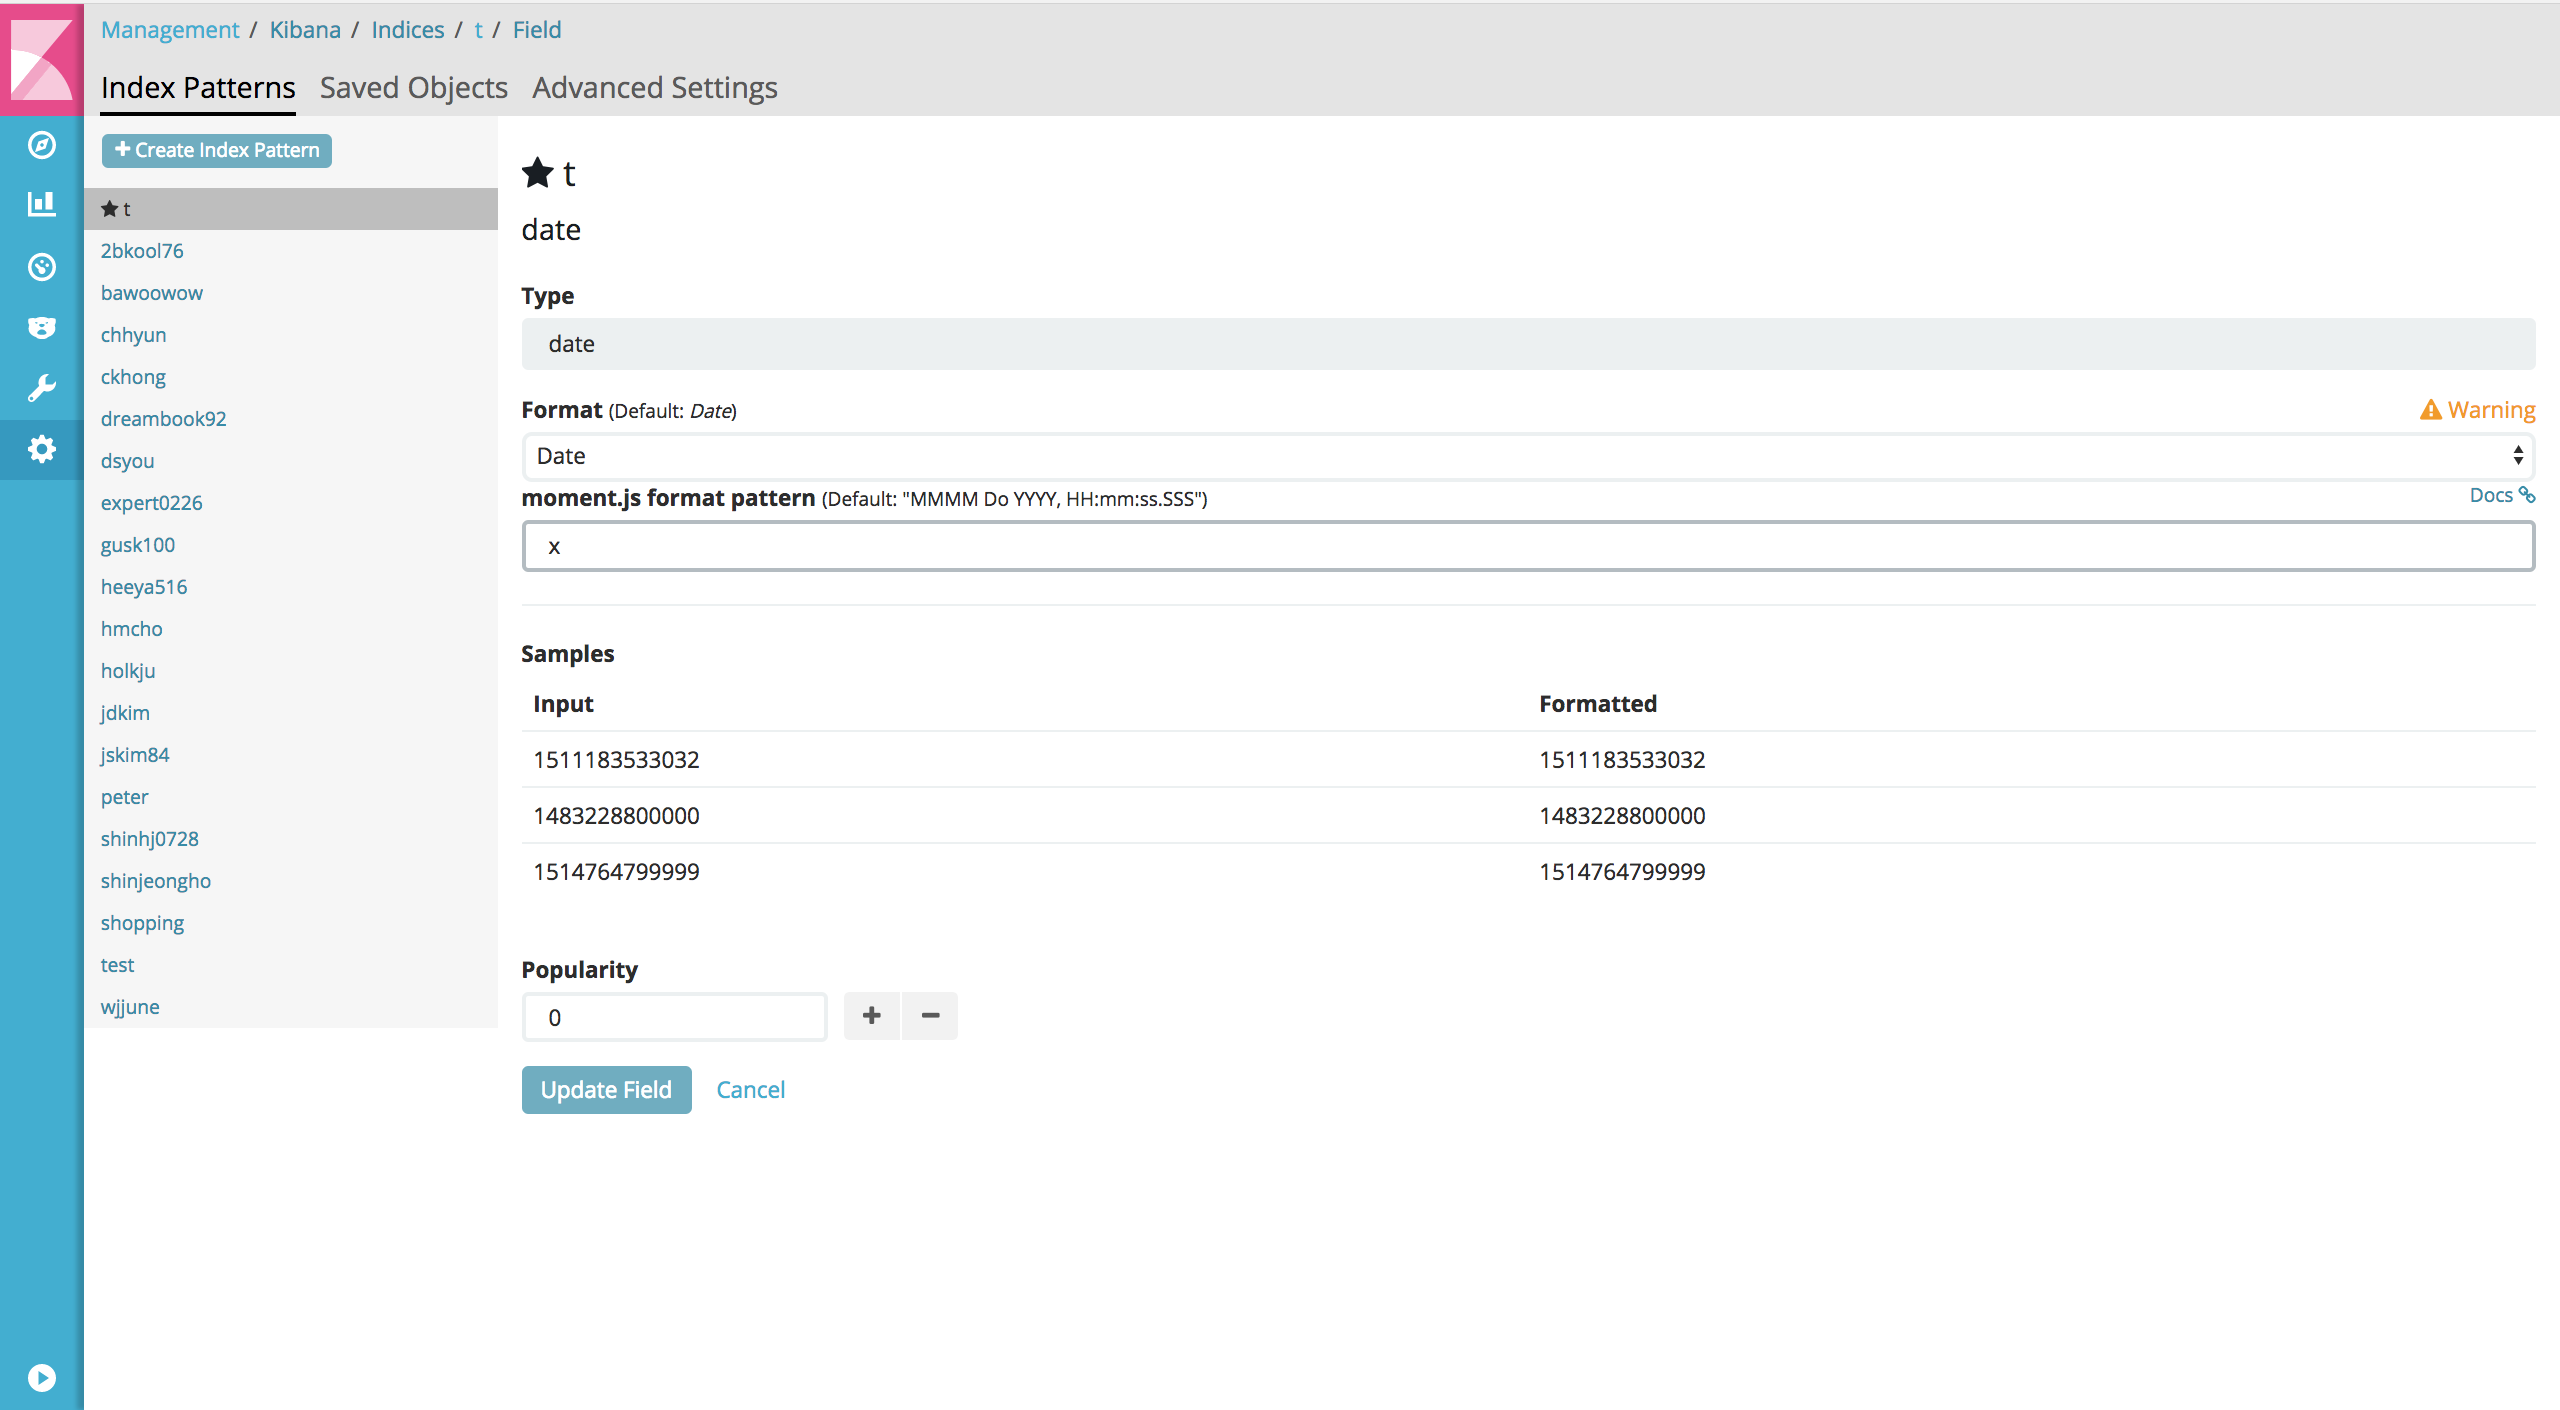 Management / Kibana / Indices / t / Field
Index Patterns Saved Objects Advanced Settings
Create Index Pattern
t
2bkool76
bawoowow
chhyun
ckhong
dreambook92
dsyou
expert0226
gusk100
heeya516
hmcho
holkju
jdkim
jskim84
peter
shinhj0728
shinjeongho
shopping
test
wjjune
t
date
Type
date
Format (Default: Date) Warning
Date
moment.js format pattern (Default: "MMMM Do YYYY, HH:mm:ss.SSS") Docs
x
Samples
Input Formatted
1511183533032 1511183533032
1483228800000 1483228800000
1514764799999 1514764799999
Popularity
0
Update Field Cancel